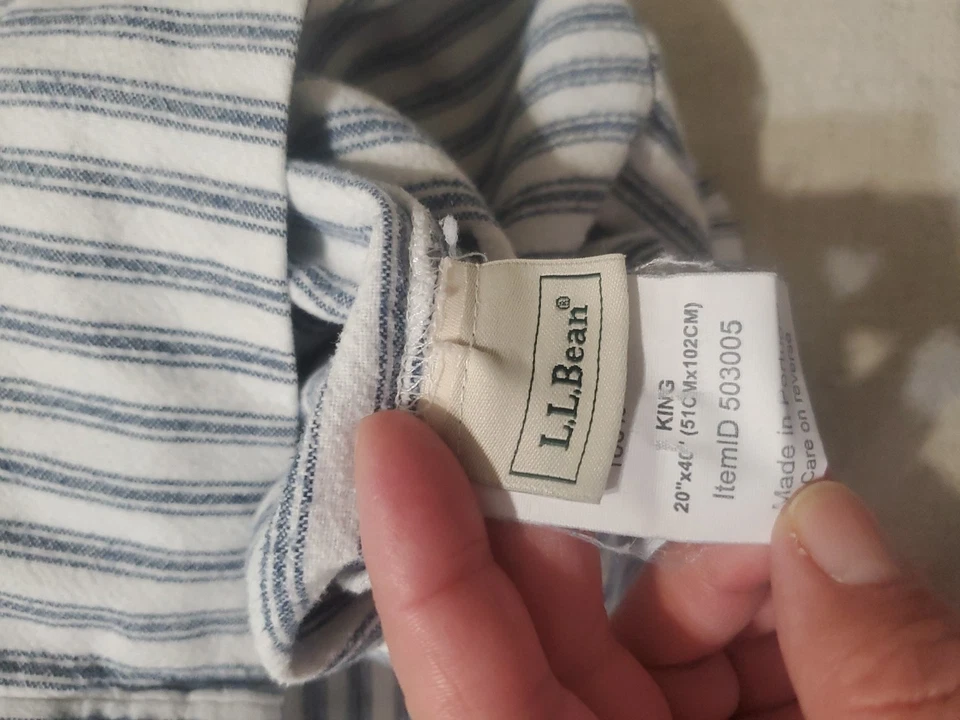 L.L.Bean®
KING
20"x40" (51CMx102CM)
ItemID 503005
Made in
Care on reverse